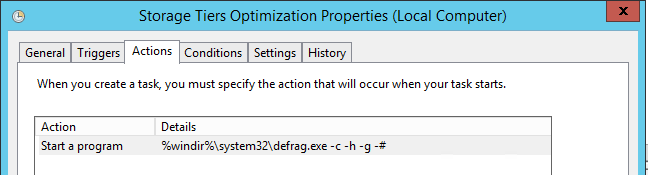 Storage Tiers Optimization Properties (Local Computer)
x
General Triggers Actions Conditions Settings History
When you create a task, you must specify the action that will occur when your task starts.
Action Details
Start a program %windir%\system32\defrag.exe -c -h -g -#